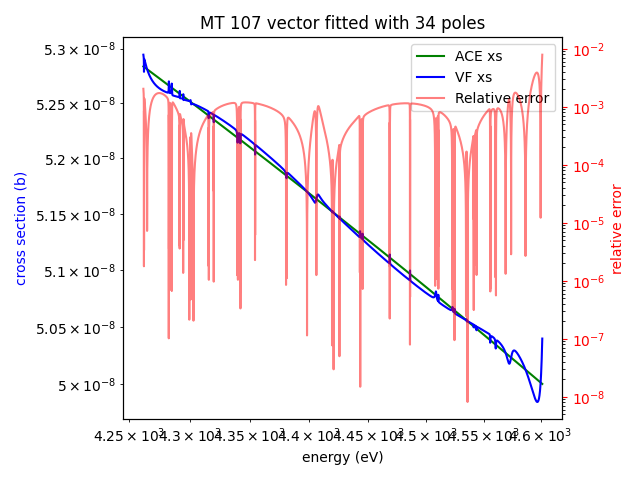 MT 107 vector fitted with 34 poles
ACE xs
VF xs
Relative error
cross section (b)
5.3 × 10⁻⁸
5.25 × 10⁻⁸
5.2 × 10⁻⁸
5.15 × 10⁻⁸
5.1 × 10⁻⁸
5.05 × 10⁻⁸
5 × 10⁻⁸
relative error
10⁻²
10⁻³
10⁻⁴
10⁻⁵
10⁻⁶
10⁻⁷
10⁻⁸
4.25 × 10³ 4.3 × 10³ 4.35 × 10³ 4.4 × 10³ 4.45 × 10³ 4.5 × 10³ 4.55 × 10³ 4.6 × 10³
energy (eV)